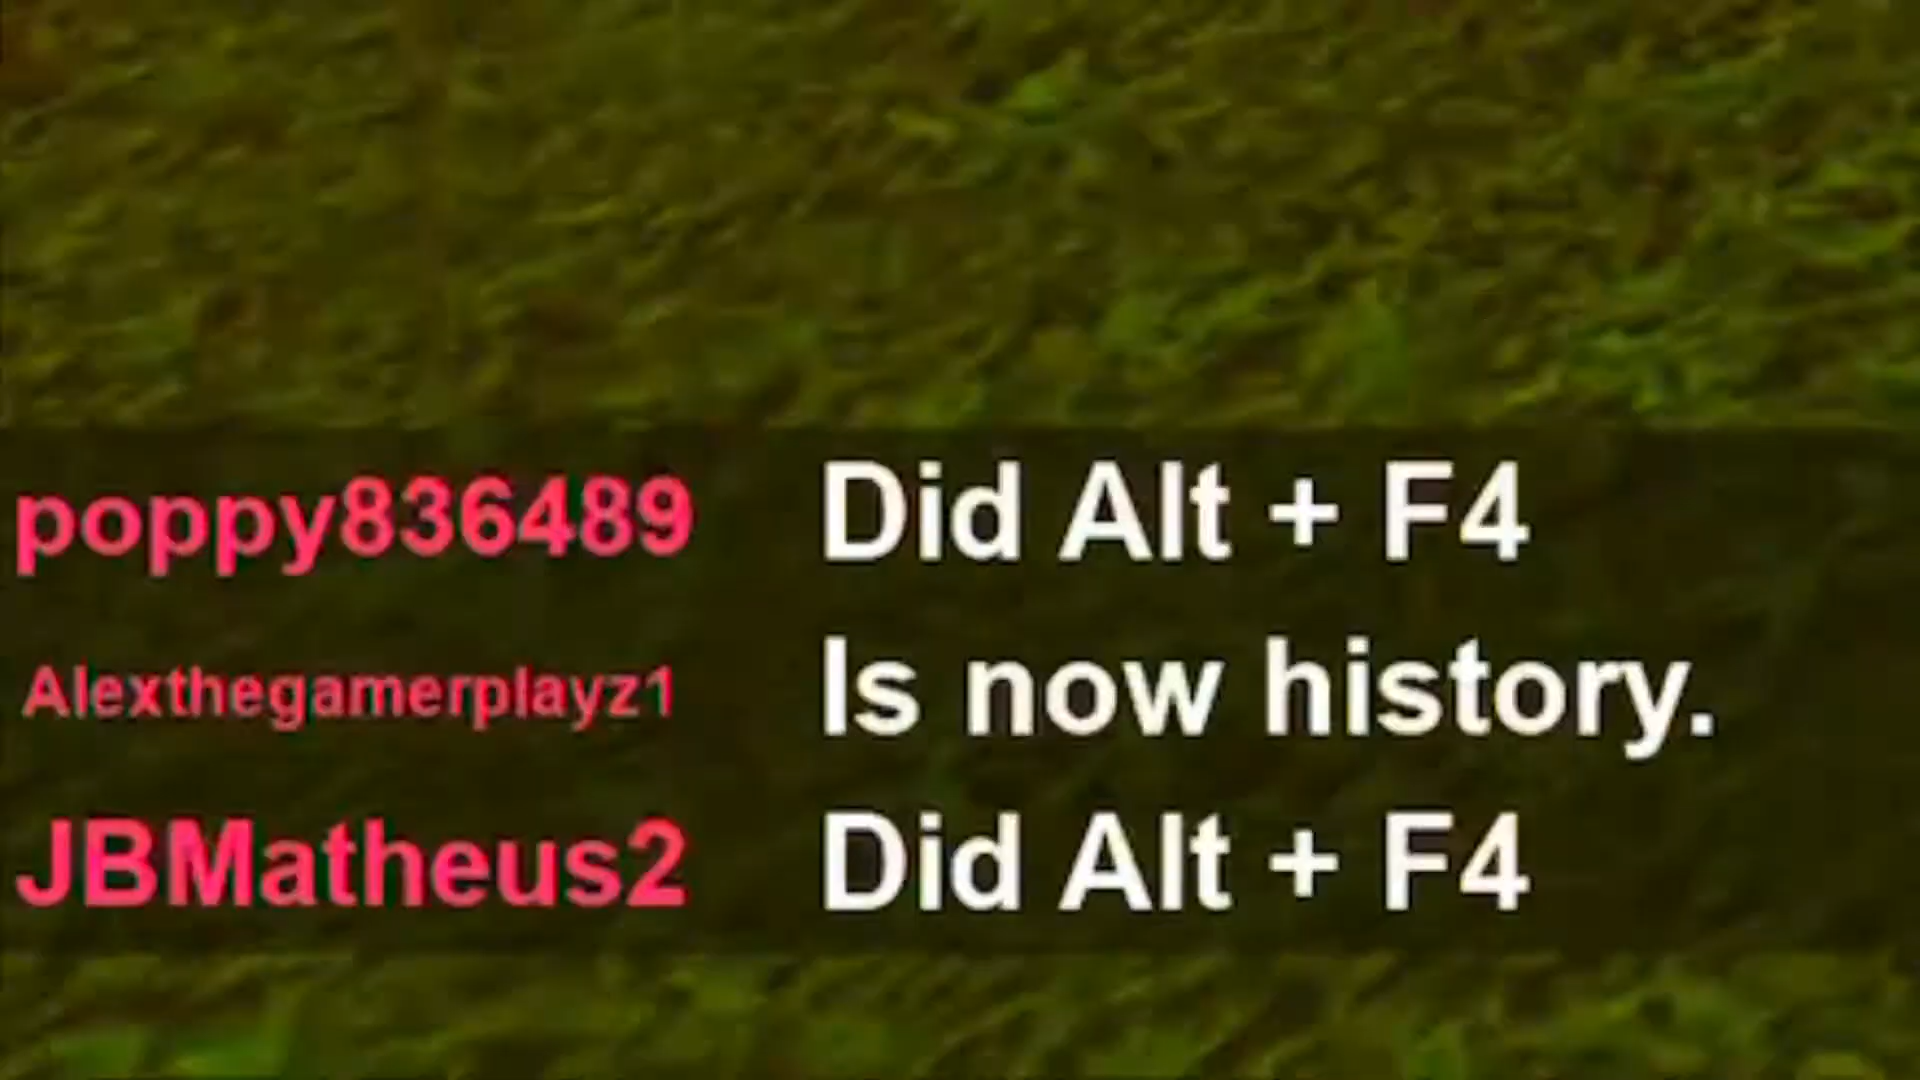 poppy836489 Did Alt + F4
Alexthegamerplayz1 Is now history.
JBMatheus2 Did Alt + F4